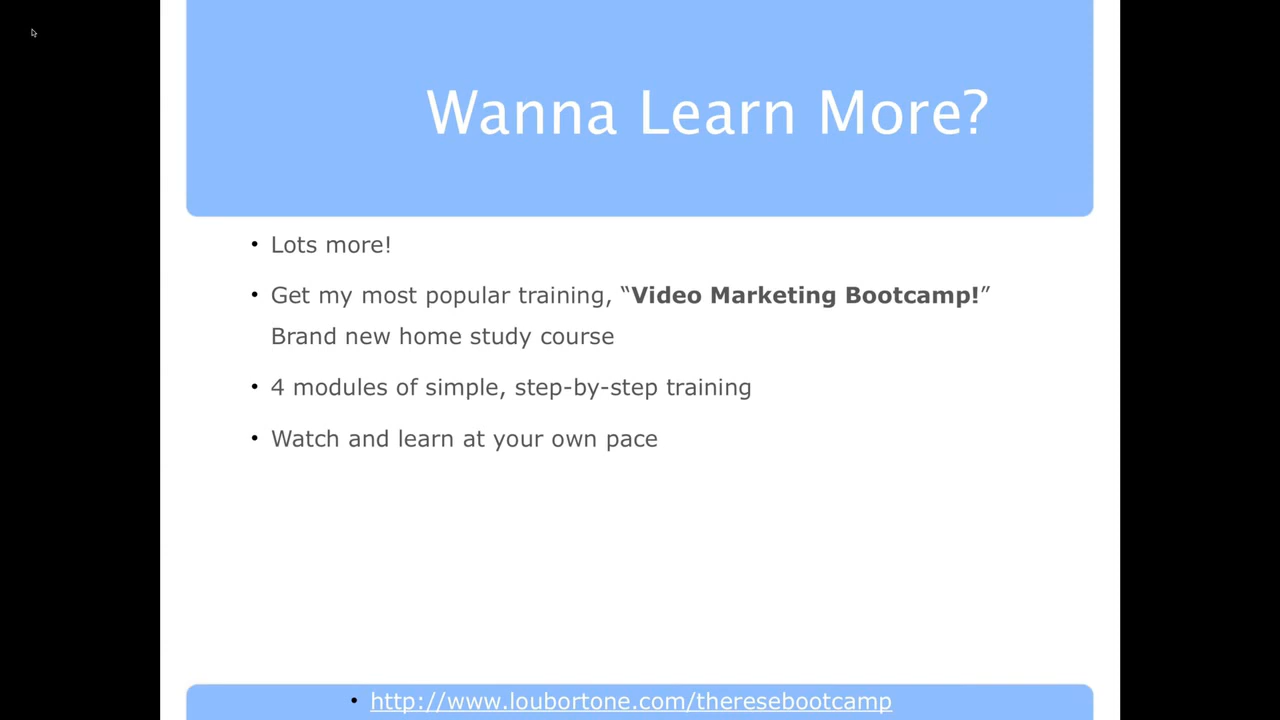 Wanna Learn More?
• Lots more!
• Get my most popular training, “Video Marketing Bootcamp!”
Brand new home study course
• 4 modules of simple, step-by-step training
• Watch and learn at your own pace
• http://www.loubortone.com/theresebootcamp